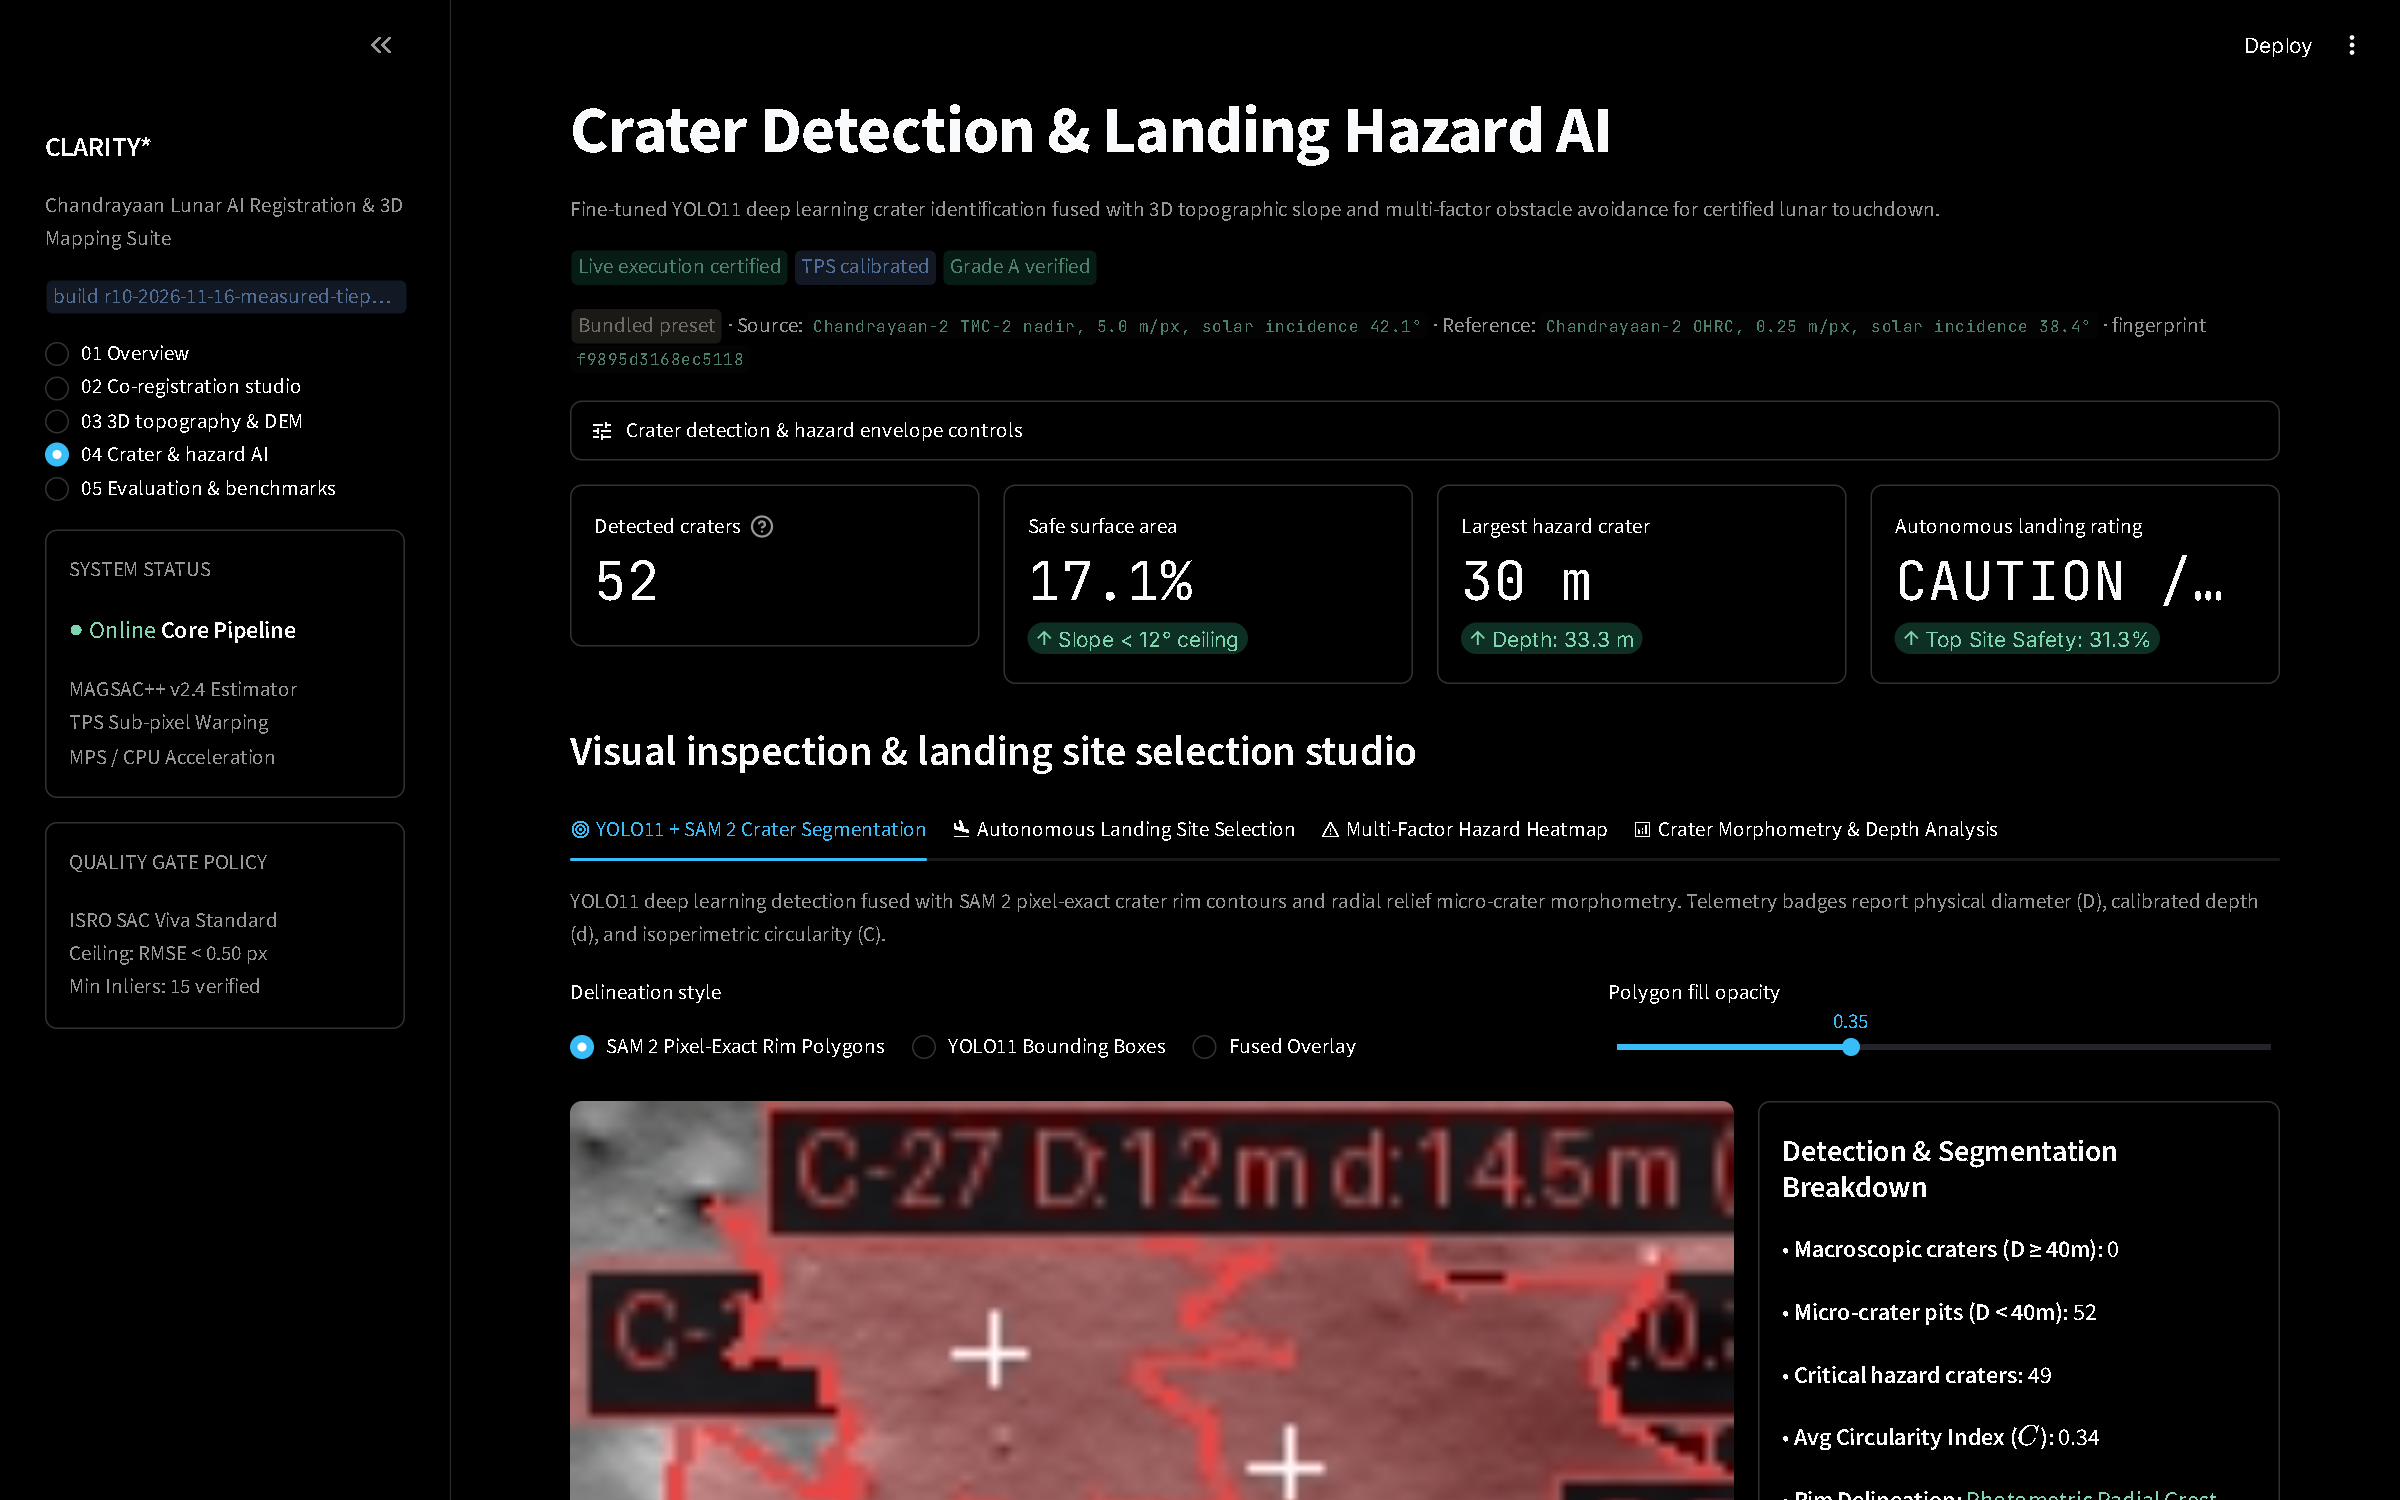 Deploy
CLARITY*
Chandrayaan Lunar AI Registration & 3D
Mapping Suite
build r10-2026-11-16-measured-tiep...
01 Overview
02 Co-registration studio
03 3D topography & DEM
04 Crater & hazard AI
05 Evaluation & benchmarks
SYSTEM STATUS
Online Core Pipeline
MAGSAC++ v2.4 Estimator
TPS Sub-pixel Warping
MPS / CPU Acceleration
QUALITY GATE POLICY
ISRO SAC Viva Standard
Ceiling: RMSE < 0.50 px
Min Inliers: 15 verified
Crater Detection & Landing Hazard AI
Fine-tuned YOLO11 deep learning crater identification fused with 3D topographic slope and multi-factor obstacle avoidance for certified lunar touchdown.
Live execution certified TPS calibrated Grade A verified
Bundled preset · Source: Chandrayaan-2 TMC-2 nadir, 5.0 m/px, solar incidence 42.1° · Reference: Chandrayaan-2 OHRC, 0.25 m/px, solar incidence 38.4° · fingerprint
f9895d3168ec5118
Crater detection & hazard envelope controls
Detected craters
52
Safe surface area
17.1%
↑ Slope < 12° ceiling
Largest hazard crater
30 m
↑ Depth: 33.3 m
Autonomous landing rating
CAUTION /…
↑ Top Site Safety: 31.3%
Visual inspection & landing site selection studio
YOLO11 + SAM 2 Crater Segmentation Autonomous Landing Site Selection Multi-Factor Hazard Heatmap Crater Morphometry & Depth Analysis
YOLO11 deep learning detection fused with SAM 2 pixel-exact crater rim contours and radial relief micro-crater morphometry. Telemetry badges report physical diameter (D), calibrated depth
(d), and isoperimetric circularity (C).
Delineation style
SAM 2 Pixel-Exact Rim Polygons YOLO11 Bounding Boxes Fused Overlay
Polygon fill opacity
0.35
C-27 D:12m d:14.5m (
C-
.0.
Detection & Segmentation
Breakdown
• Macroscopic craters (D ≥ 40m): 0
• Micro-crater pits (D < 40m): 52
• Critical hazard craters: 49
• Avg Circularity Index (C): 0.34
• Rim Delineation: Photometric Radial Crest